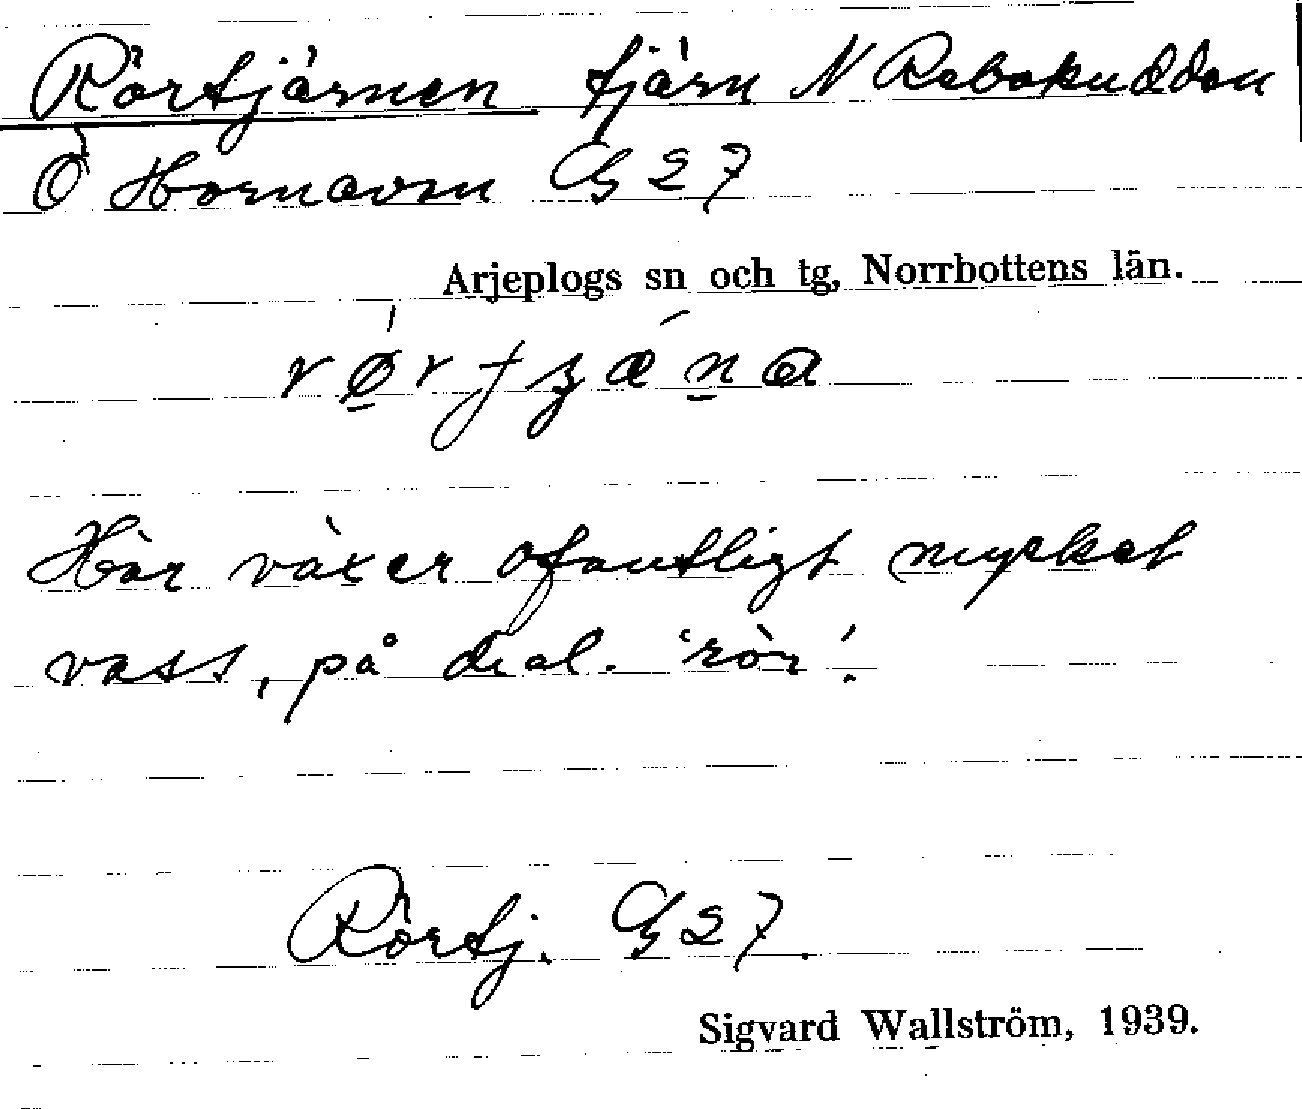 Rörtjärnen tjärn N Rebakudden
Ö Hornavan G 27
Arjeplogs sn och tg, Norrbottens län.
Här växer ofantligt mycket
vass, på dial. 'rör'.
Rörtj. G 27.
Sigvard Wallström, 1939.